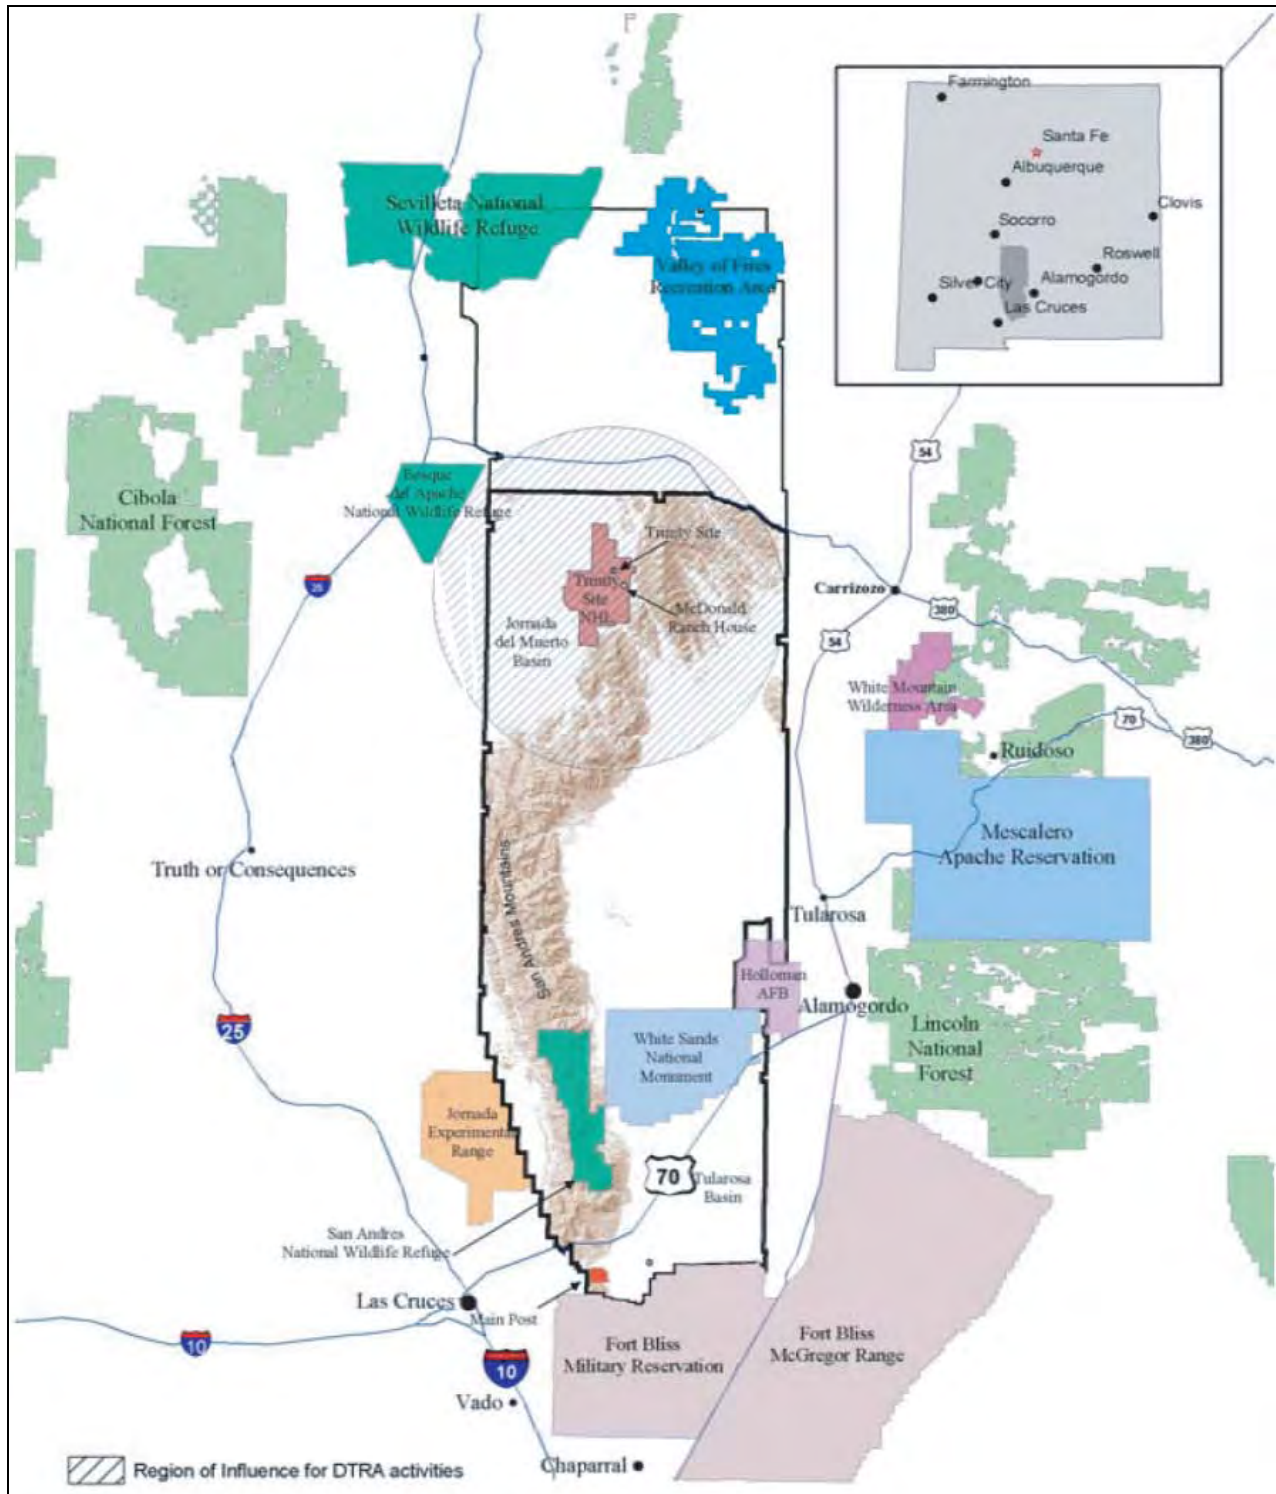 Farmington
Santa Fe
Albuquerque
Clovis
Socorro
Roswell
Silver City
Alamogordo
Las Cruces
Sevilleta National
Wildlife Refuge
Valley of Fires
Recreation Area
54
Bosque
del Apache
National Wildlife Refuge
Cibola
National Forest
Trinity Site
25
Trinity
Site
NHL
McDonald
Ranch House
Jornada
del Muerto
Basin
Carrizozo
380
54
White Mountain
Wilderness Area
70
380
Ruidoso
Mescalero
Apache Reservation
Truth or Consequences
San Andres Mountains
Tularosa
Holloman
AFB
Alamogordo
25
White Sands
National
Monument
Lincoln
National
Forest
Jornada
Experimental
Range
70
Tularosa
Basin
San Andres
National Wildlife Refuge
Las Cruces
Main Post
10
10
Fort Bliss
Military Reservation
Fort Bliss
McGregor Range
Vado
Chaparral
Region of Influence for DTRA activities